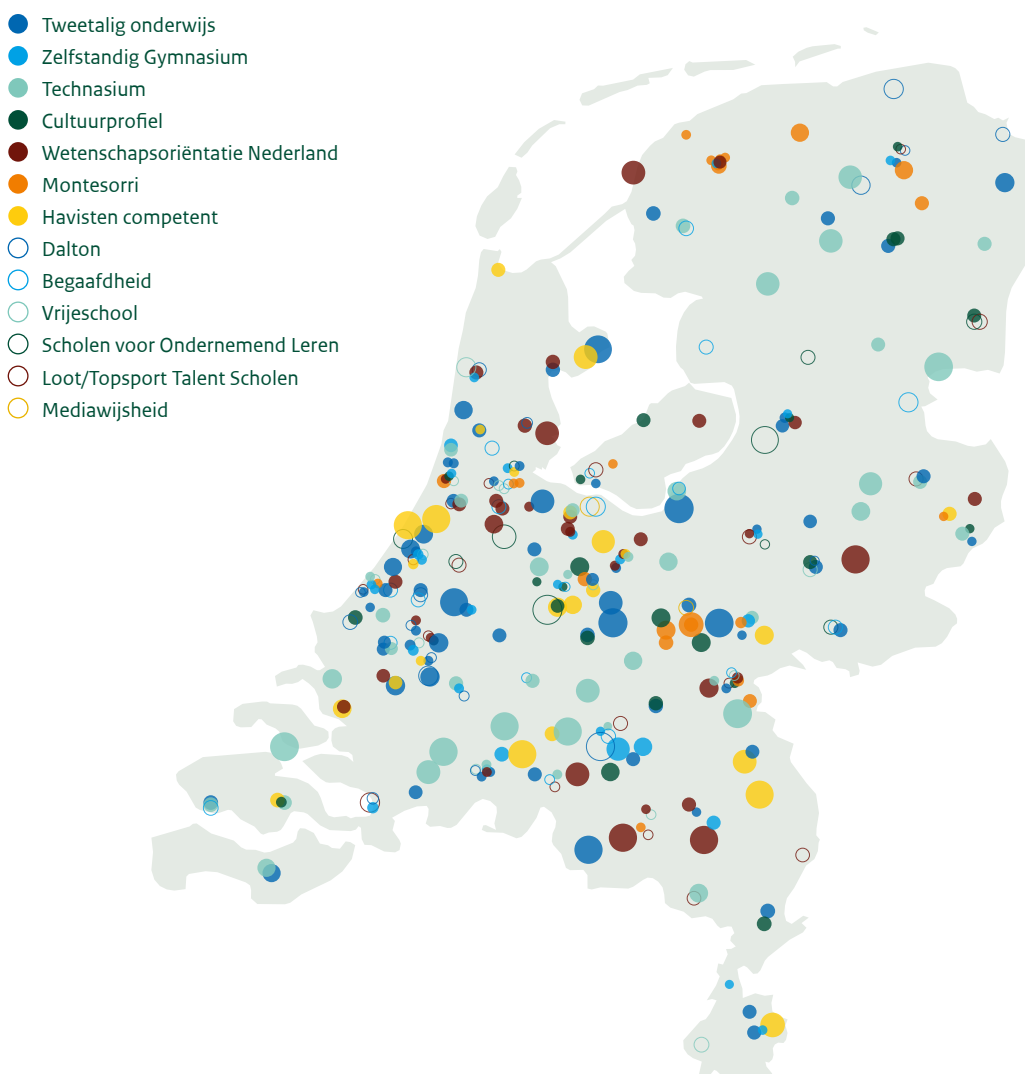 Tweetalig onderwijs
Zelfstandig Gymnasium
Technasium
Cultuurprofiel
Wetenschapsoriëntatie Nederland
Montesorri
Havisten competent
Dalton
Begaafdheid
Vrijeschool
Scholen voor Ondernemend Leren
Loot/Topsport Talent Scholen
Mediawijsheid